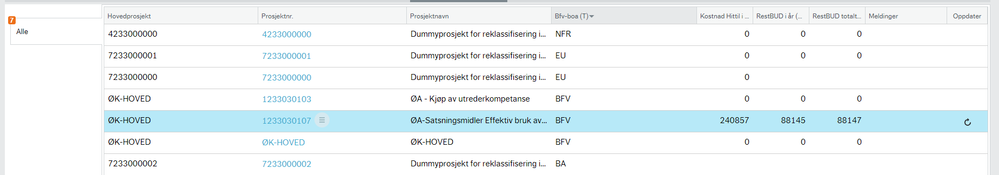 Hovedprosjekt Prosjektnr. Prosjektnavn Bfv-boa (T) Kostnad Hittil i ... RestBUD i år (... RestBUD totalt... Meldinger Oppdater
7
Alle
4233000000 4233000000 Dummyprosjekt for reklassifisering i... NFR 0 0 0
7233000001 7233000001 Dummyprosjekt for reklassifisering i... EU 0 0 0
7233000000 7233000000 Dummyprosjekt for reklassifisering i... EU 0
ØK-HOVED 1233030103 ØA - Kjøp av utrederkompetanse BFV 0 0 0
ØK-HOVED 1233030107 ØA-Satsningsmidler Effektiv bruk av... BFV 240857 88145 88147
ØK-HOVED ØK-HOVED ØK-HOVED BFV 0 0 0
7233000002 7233000002 Dummyprosjekt for reklassifisering i... BA